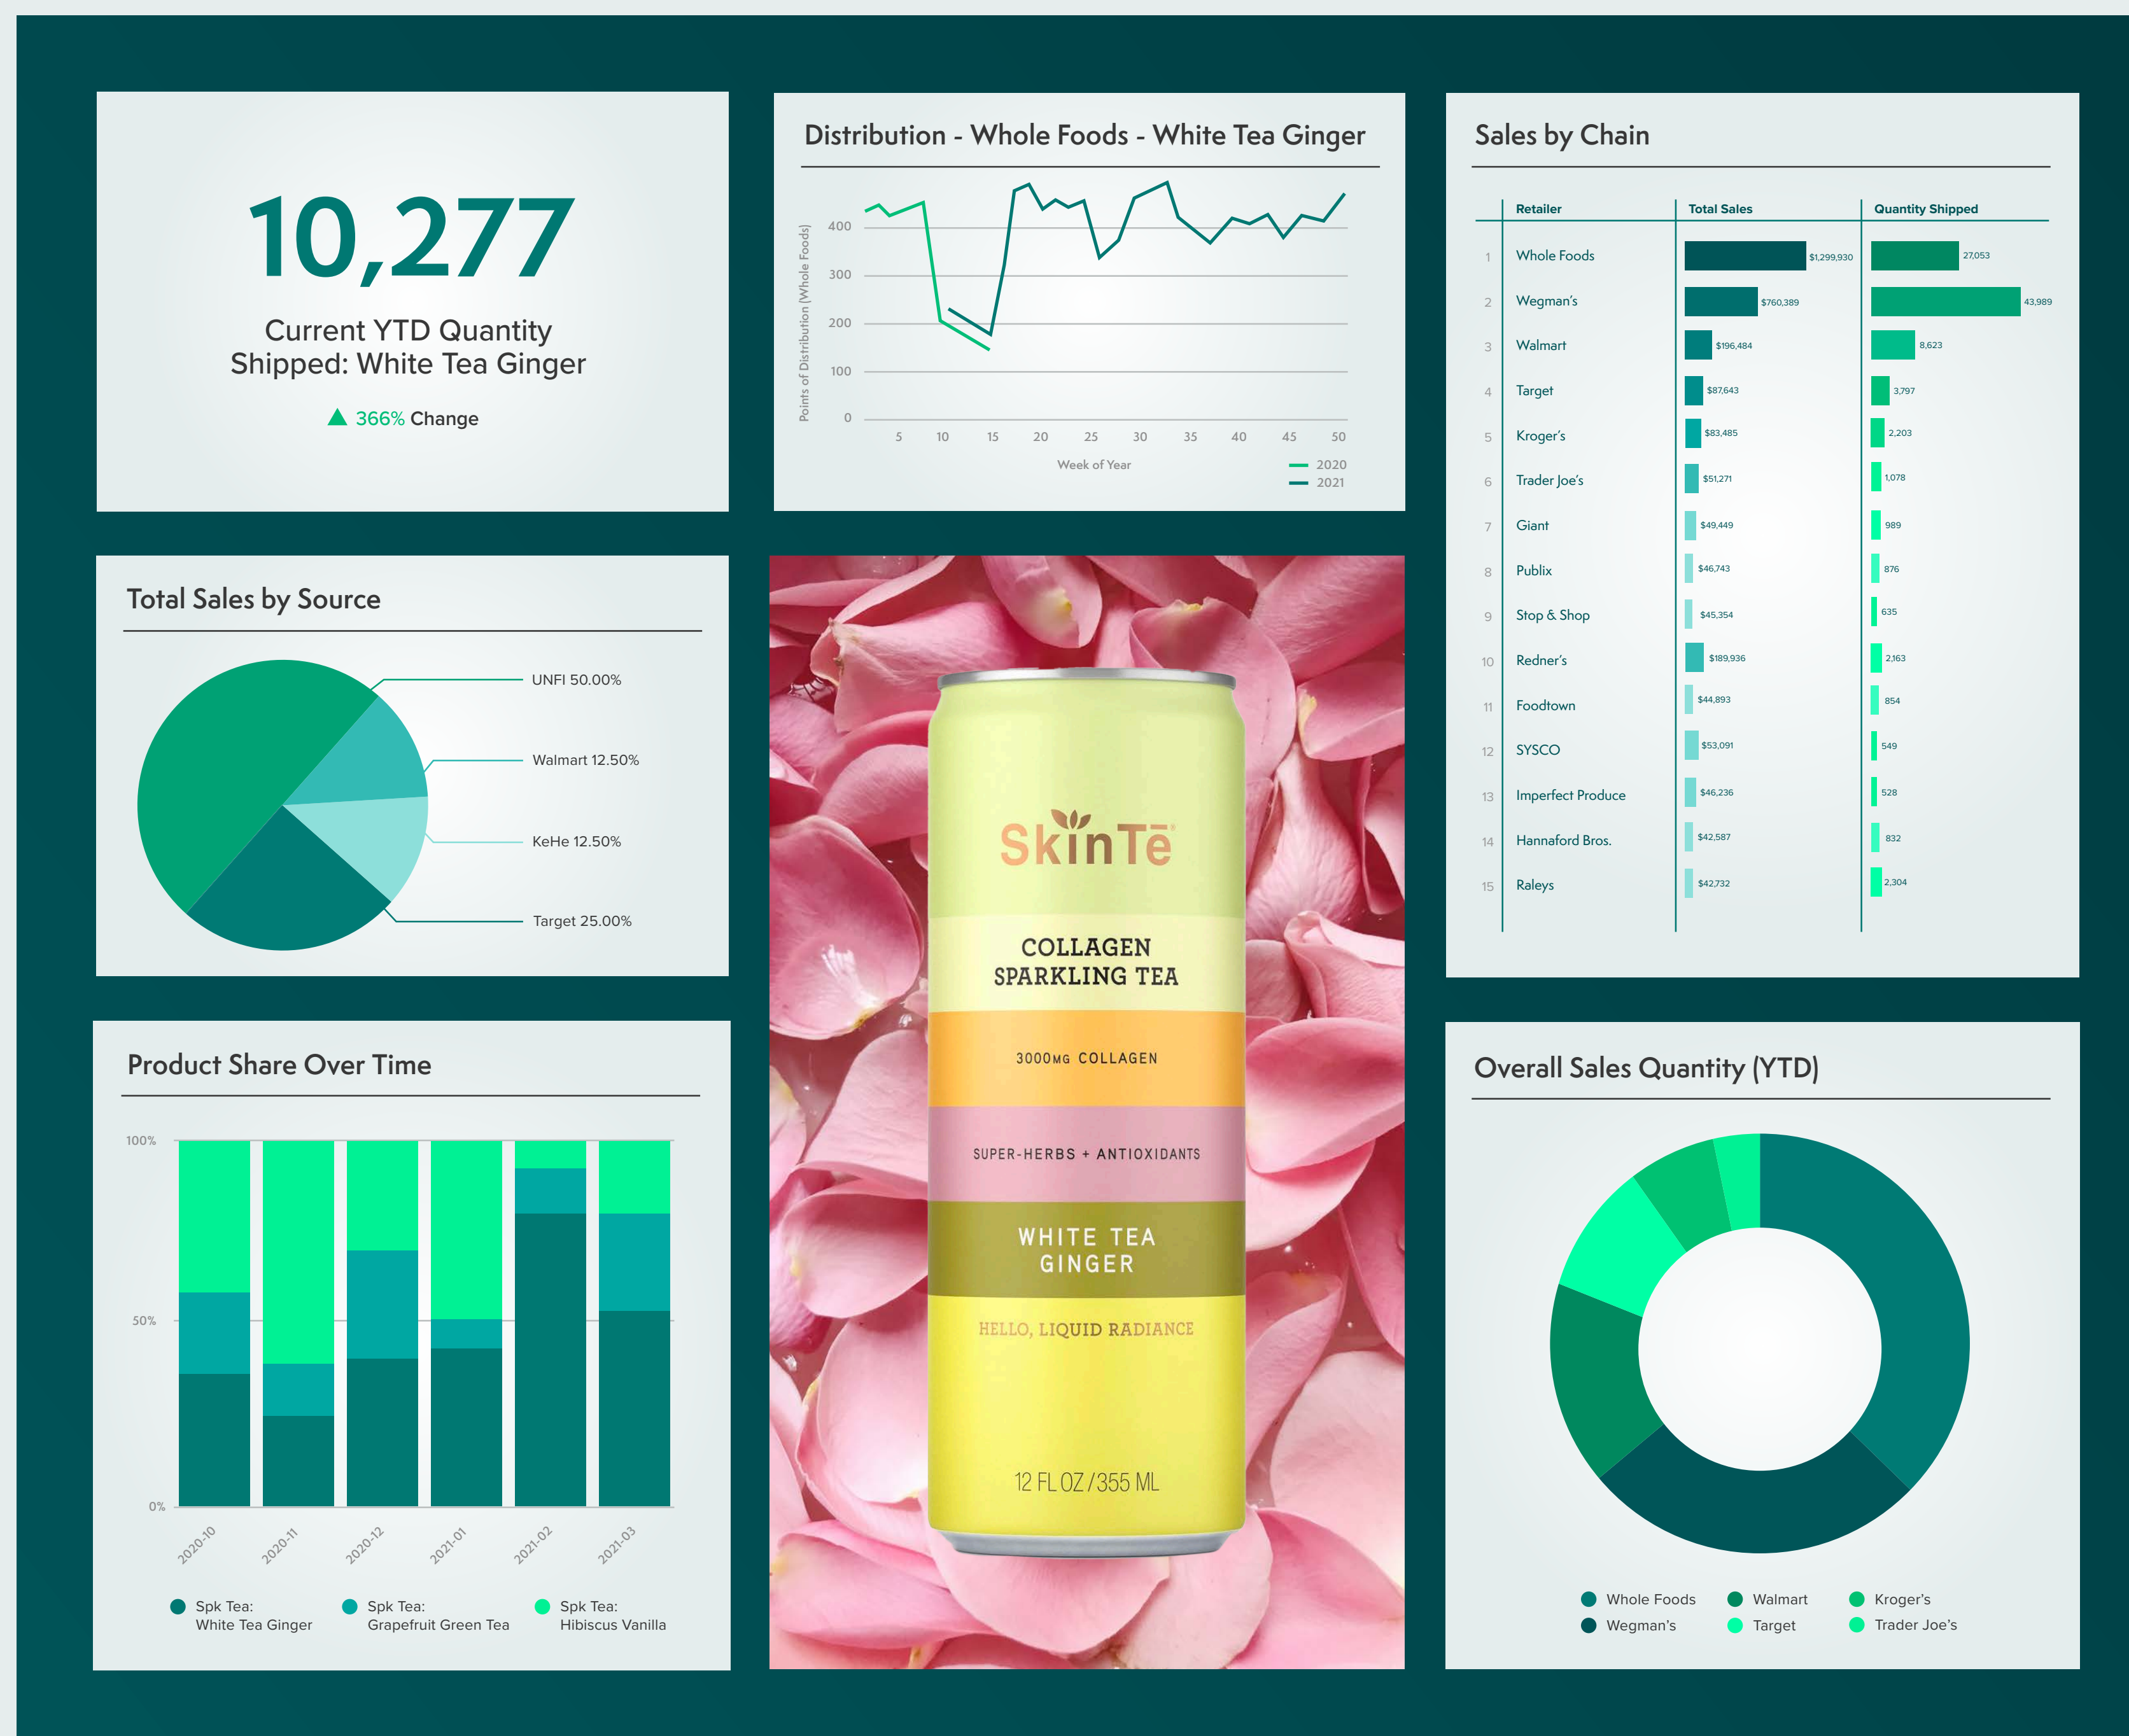 10,277
Current YTD Quantity
Shipped: White Tea Ginger
366% Change
Distribution - Whole Foods - White Tea Ginger
Points of Distribution (Whole Foods)
400
300
200
100
0
5 10 15 20 25 30 35 40 45 50
Week of Year
2020
2021
Sales by Chain
Retailer Total Sales Quantity Shipped
1 Whole Foods $1,299,930 27,053
2 Wegman's $760,389 43,989
3 Walmart $196,484 8,623
4 Target $87,643 3,797
5 Kroger's $83,485 2,203
6 Trader Joe's $51,271 1,078
7 Giant $49,449 989
8 Publix $46,743 876
9 Stop & Shop $45,354 635
10 Redner's $189,936 2,163
11 Foodtown $44,893 854
12 SYSCO $53,091 549
13 Imperfect Produce $46,236 528
14 Hannaford Bros. $42,587 832
15 Raleys $42,732 2,304
Total Sales by Source
UNFI 50.00%
Walmart 12.50%
KeHe 12.50%
Target 25.00%
SkinTē
COLLAGEN
SPARKLING TEA
3000MG COLLAGEN
SUPER-HERBS + ANTIOXIDANTS
WHITE TEA
GINGER
HELLO, LIQUID RADIANCE
12 FL OZ/355 ML
Product Share Over Time
100%
50%
0%
2020-10 2020-11 2020-12 2021-01 2021-02 2021-03
Spk Tea: Spk Tea: Spk Tea:
White Tea Ginger Grapefruit Green Tea Hibiscus Vanilla
Overall Sales Quantity (YTD)
Whole Foods Walmart Kroger's
Wegman's Target Trader Joe's